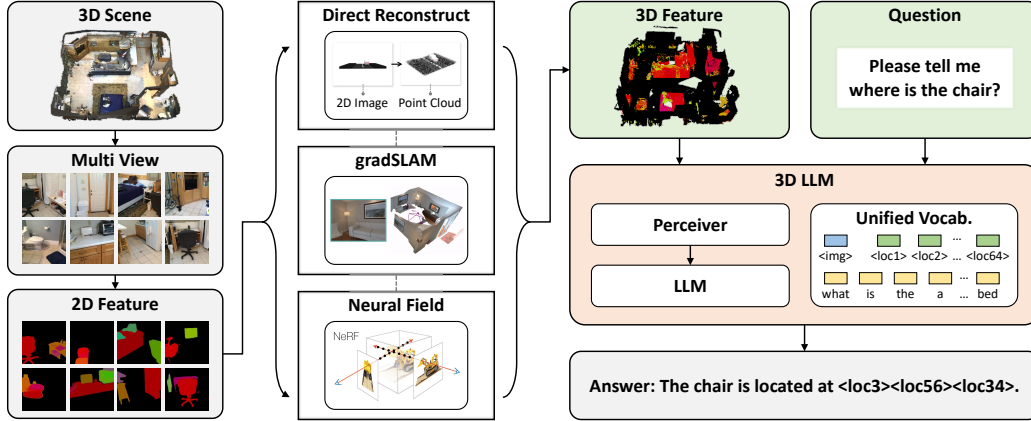 3D Scene
Multi View
2D Feature
Direct Reconstruct
2D Image
Point Cloud
gradSLAM
Neural Field
NeRF
3D Feature
Question
Please tell me
where is the chair?
3D LLM
Perceiver
LLM
Unified Vocab.
...
<img> <loc1> <loc2> ... <loc64>
...
what is the a ... bed
Answer: The chair is located at <loc3><loc56><loc34>.